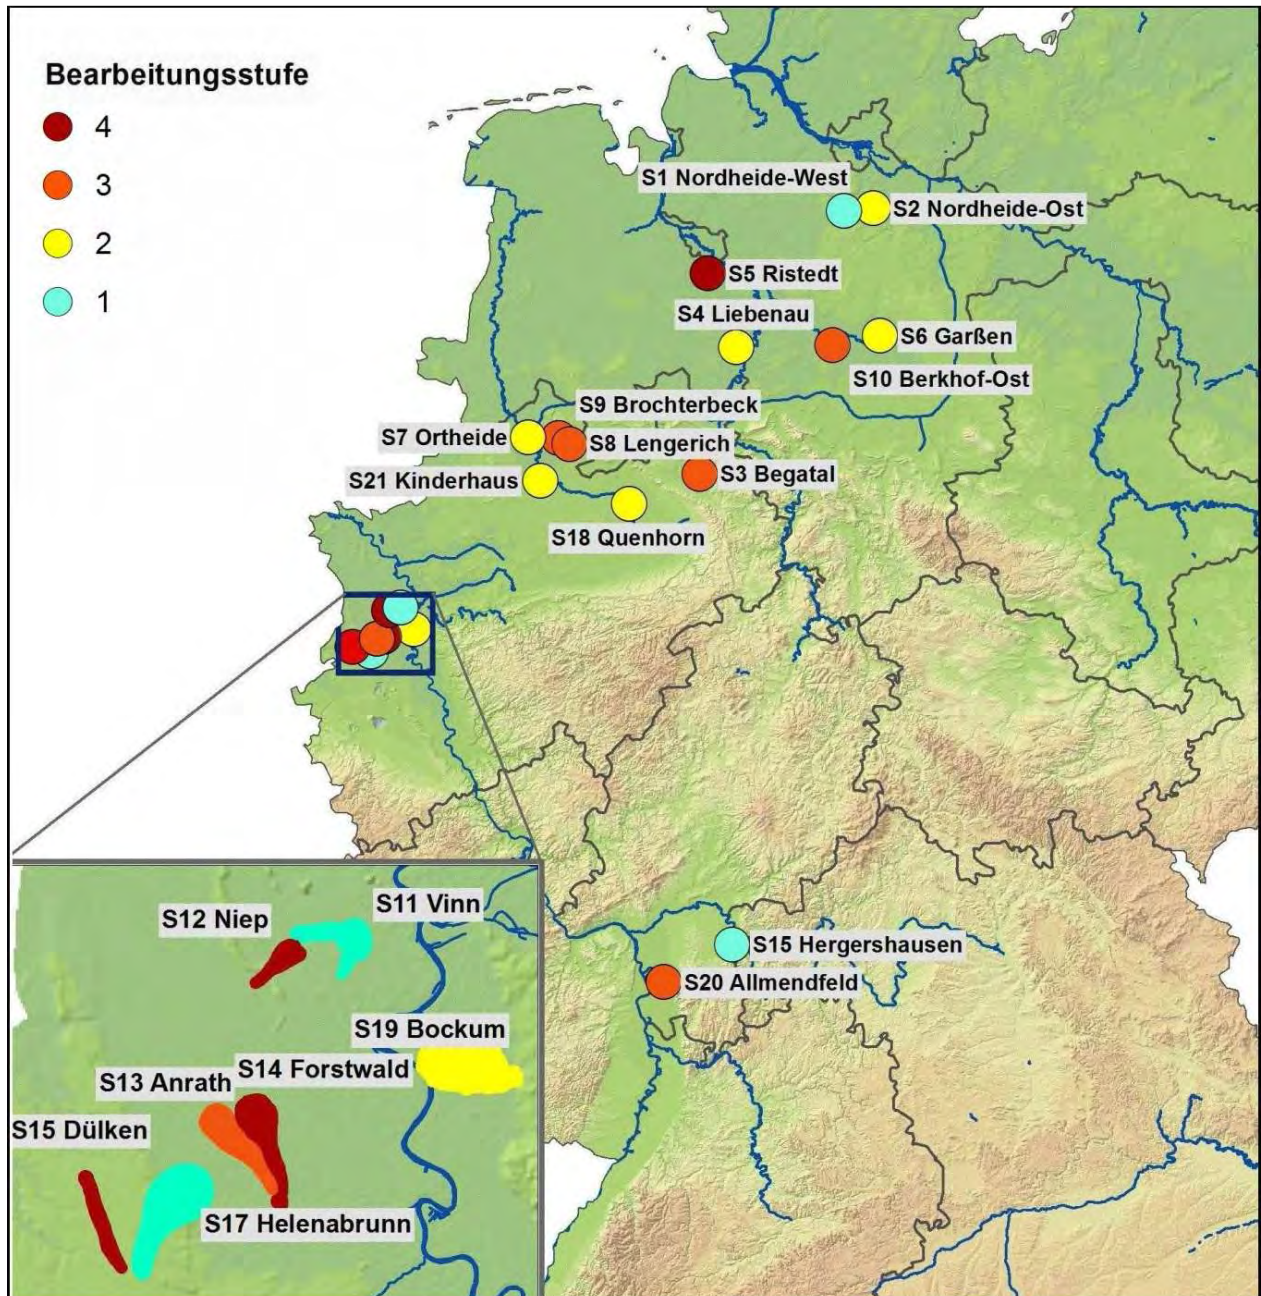 Bearbeitungsstufe
4
3
2
1
S1 Nordheide-West
S2 Nordheide-Ost
S5 Ristedt
S4 Liebenau
S6 Garßen
S10 Berkhof-Ost
S9 Brochterbeck
S7 Ortheide
S8 Lengerich
S21 Kinderhaus
S3 Begatal
S18 Quenhorn
S15 Hergershausen
S20 Allmendfeld
S11 Vinn
S12 Niep
S19 Bockum
S14 Forstwald
S13 Anrath
S15 Dülken
S17 Helenabrunn